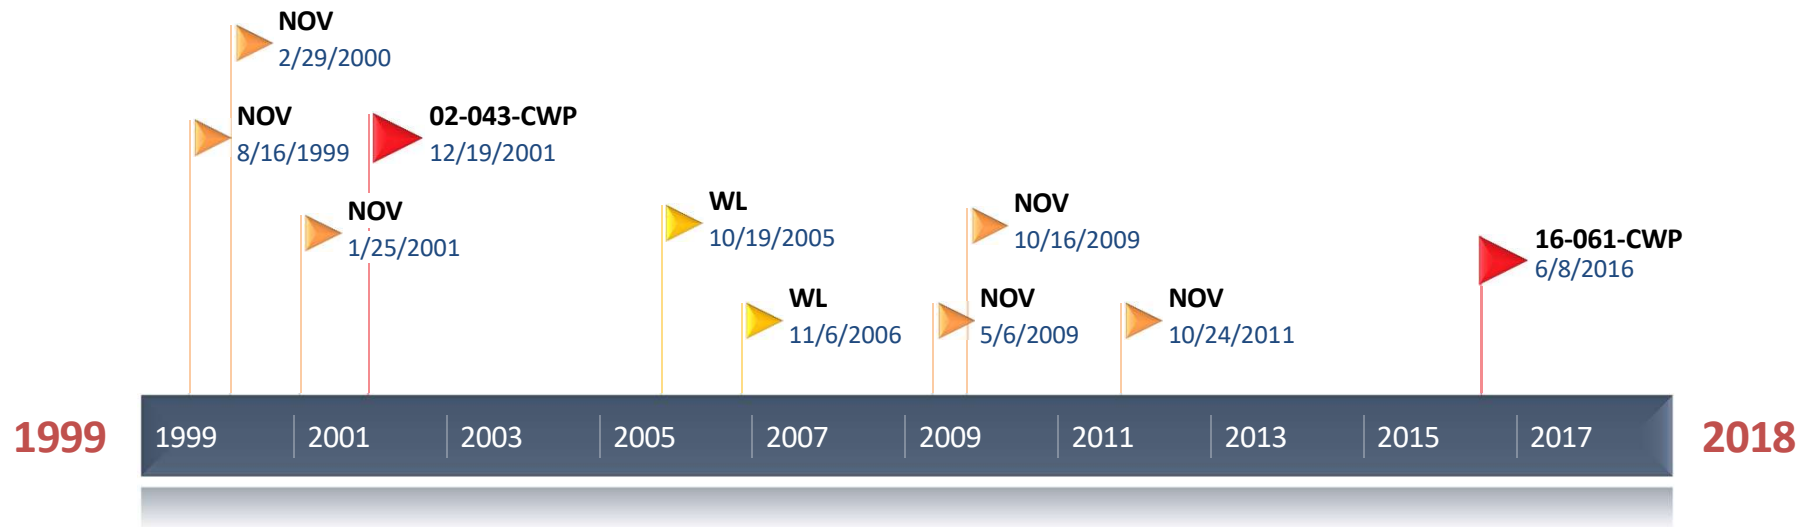 NOV
2/29/2000
NOV
8/16/1999
02-043-CWP
12/19/2001
NOV
1/25/2001
WL
10/19/2005
NOV
10/16/2009
16-061-CWP
6/8/2016
WL
11/6/2006
NOV
5/6/2009
NOV
10/24/2011
1999
1999 2001 2003 2005 2007 2009 2011 2013 2015 2017
2018